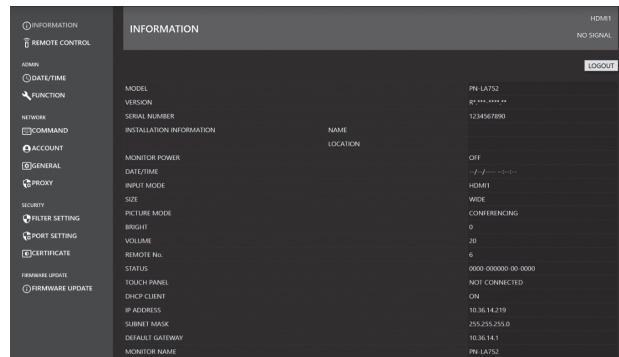 INFORMATION
REMOTE CONTROL
ADMIN
DATE/TIME
FUNCTION
NETWORK
COMMAND
ACCOUNT
GENERAL
PROXY
SECURITY
FILTER SETTING
PORT SETTING
CERTIFICATE
FIRMWARE UPDATE
FIRMWARE UPDATE
INFORMATION
HDMI1
NO SIGNAL
LOGOUT
MODEL PN-LA752
VERSION R*.***.****.**
SERIAL NUMBER 1234567890
INSTALLATION INFORMATION NAME
LOCATION
MONITOR POWER OFF
DATE/TIME --/--/---- --:--:--
INPUT MODE HDMI1
SIZE WIDE
PICTURE MODE CONFERENCING
BRIGHT 0
VOLUME 20
REMOTE No. 6
STATUS 0000-000000-00-0000
TOUCH PANEL NOT CONNECTED
DHCP CLIENT ON
IP ADDRESS 10.36.14.219
SUBNET MASK 255.255.255.0
DEFAULT GATEWAY 10.36.14.1
MONITOR NAME PN-LA752